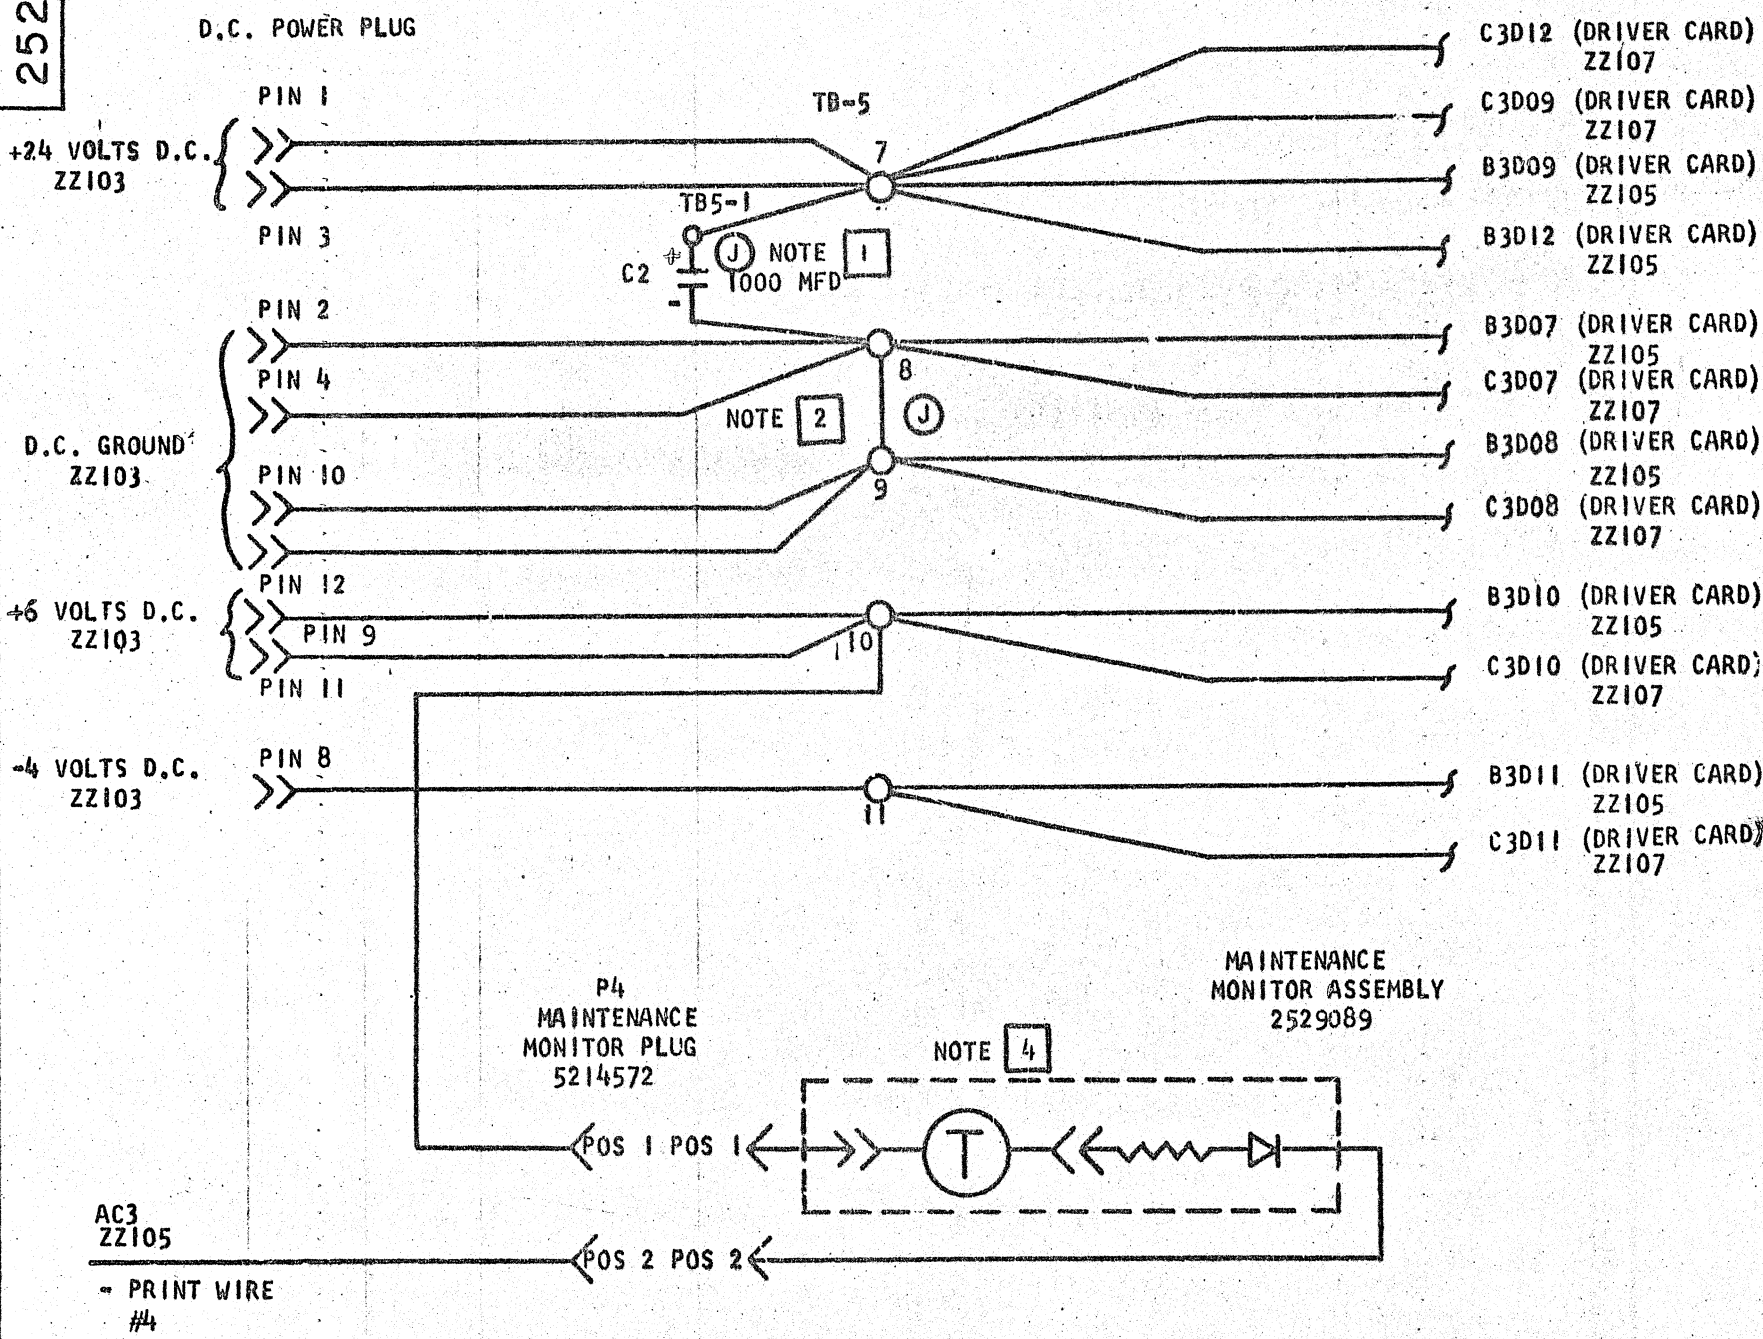 252
D.C. POWER PLUG
PIN 1
+24 VOLTS D.C.
ZZ103
PIN 3
TB-5
7
TB5-1
+
C2
-
J NOTE 1
1000 MFD
C3D12 (DRIVER CARD)
ZZ107
C3D09 (DRIVER CARD)
ZZ107
B3D09 (DRIVER CARD)
ZZ105
B3D12 (DRIVER CARD)
ZZ105
PIN 2
PIN 4
D.C. GROUND
ZZ103
PIN 10
PIN 12
8
NOTE 2 J
9
B3D07 (DRIVER CARD)
ZZ105
C3D07 (DRIVER CARD)
ZZ107
B3D08 (DRIVER CARD)
ZZ105
C3D08 (DRIVER CARD)
ZZ107
+6 VOLTS D.C.
ZZ103
PIN 9
PIN 11
10
B3D10 (DRIVER CARD)
ZZ105
C3D10 (DRIVER CARD)
ZZ107
-4 VOLTS D.C.
ZZ103
PIN 8
11
B3D11 (DRIVER CARD)
ZZ105
C3D11 (DRIVER CARD)
ZZ107
P4
MAINTENANCE
MONITOR PLUG
5214572
MAINTENANCE
MONITOR ASSEMBLY
2529089
NOTE 4
POS 1 POS 1
T
AC3
ZZ105
POS 2 POS 2
- PRINT WIRE
#4